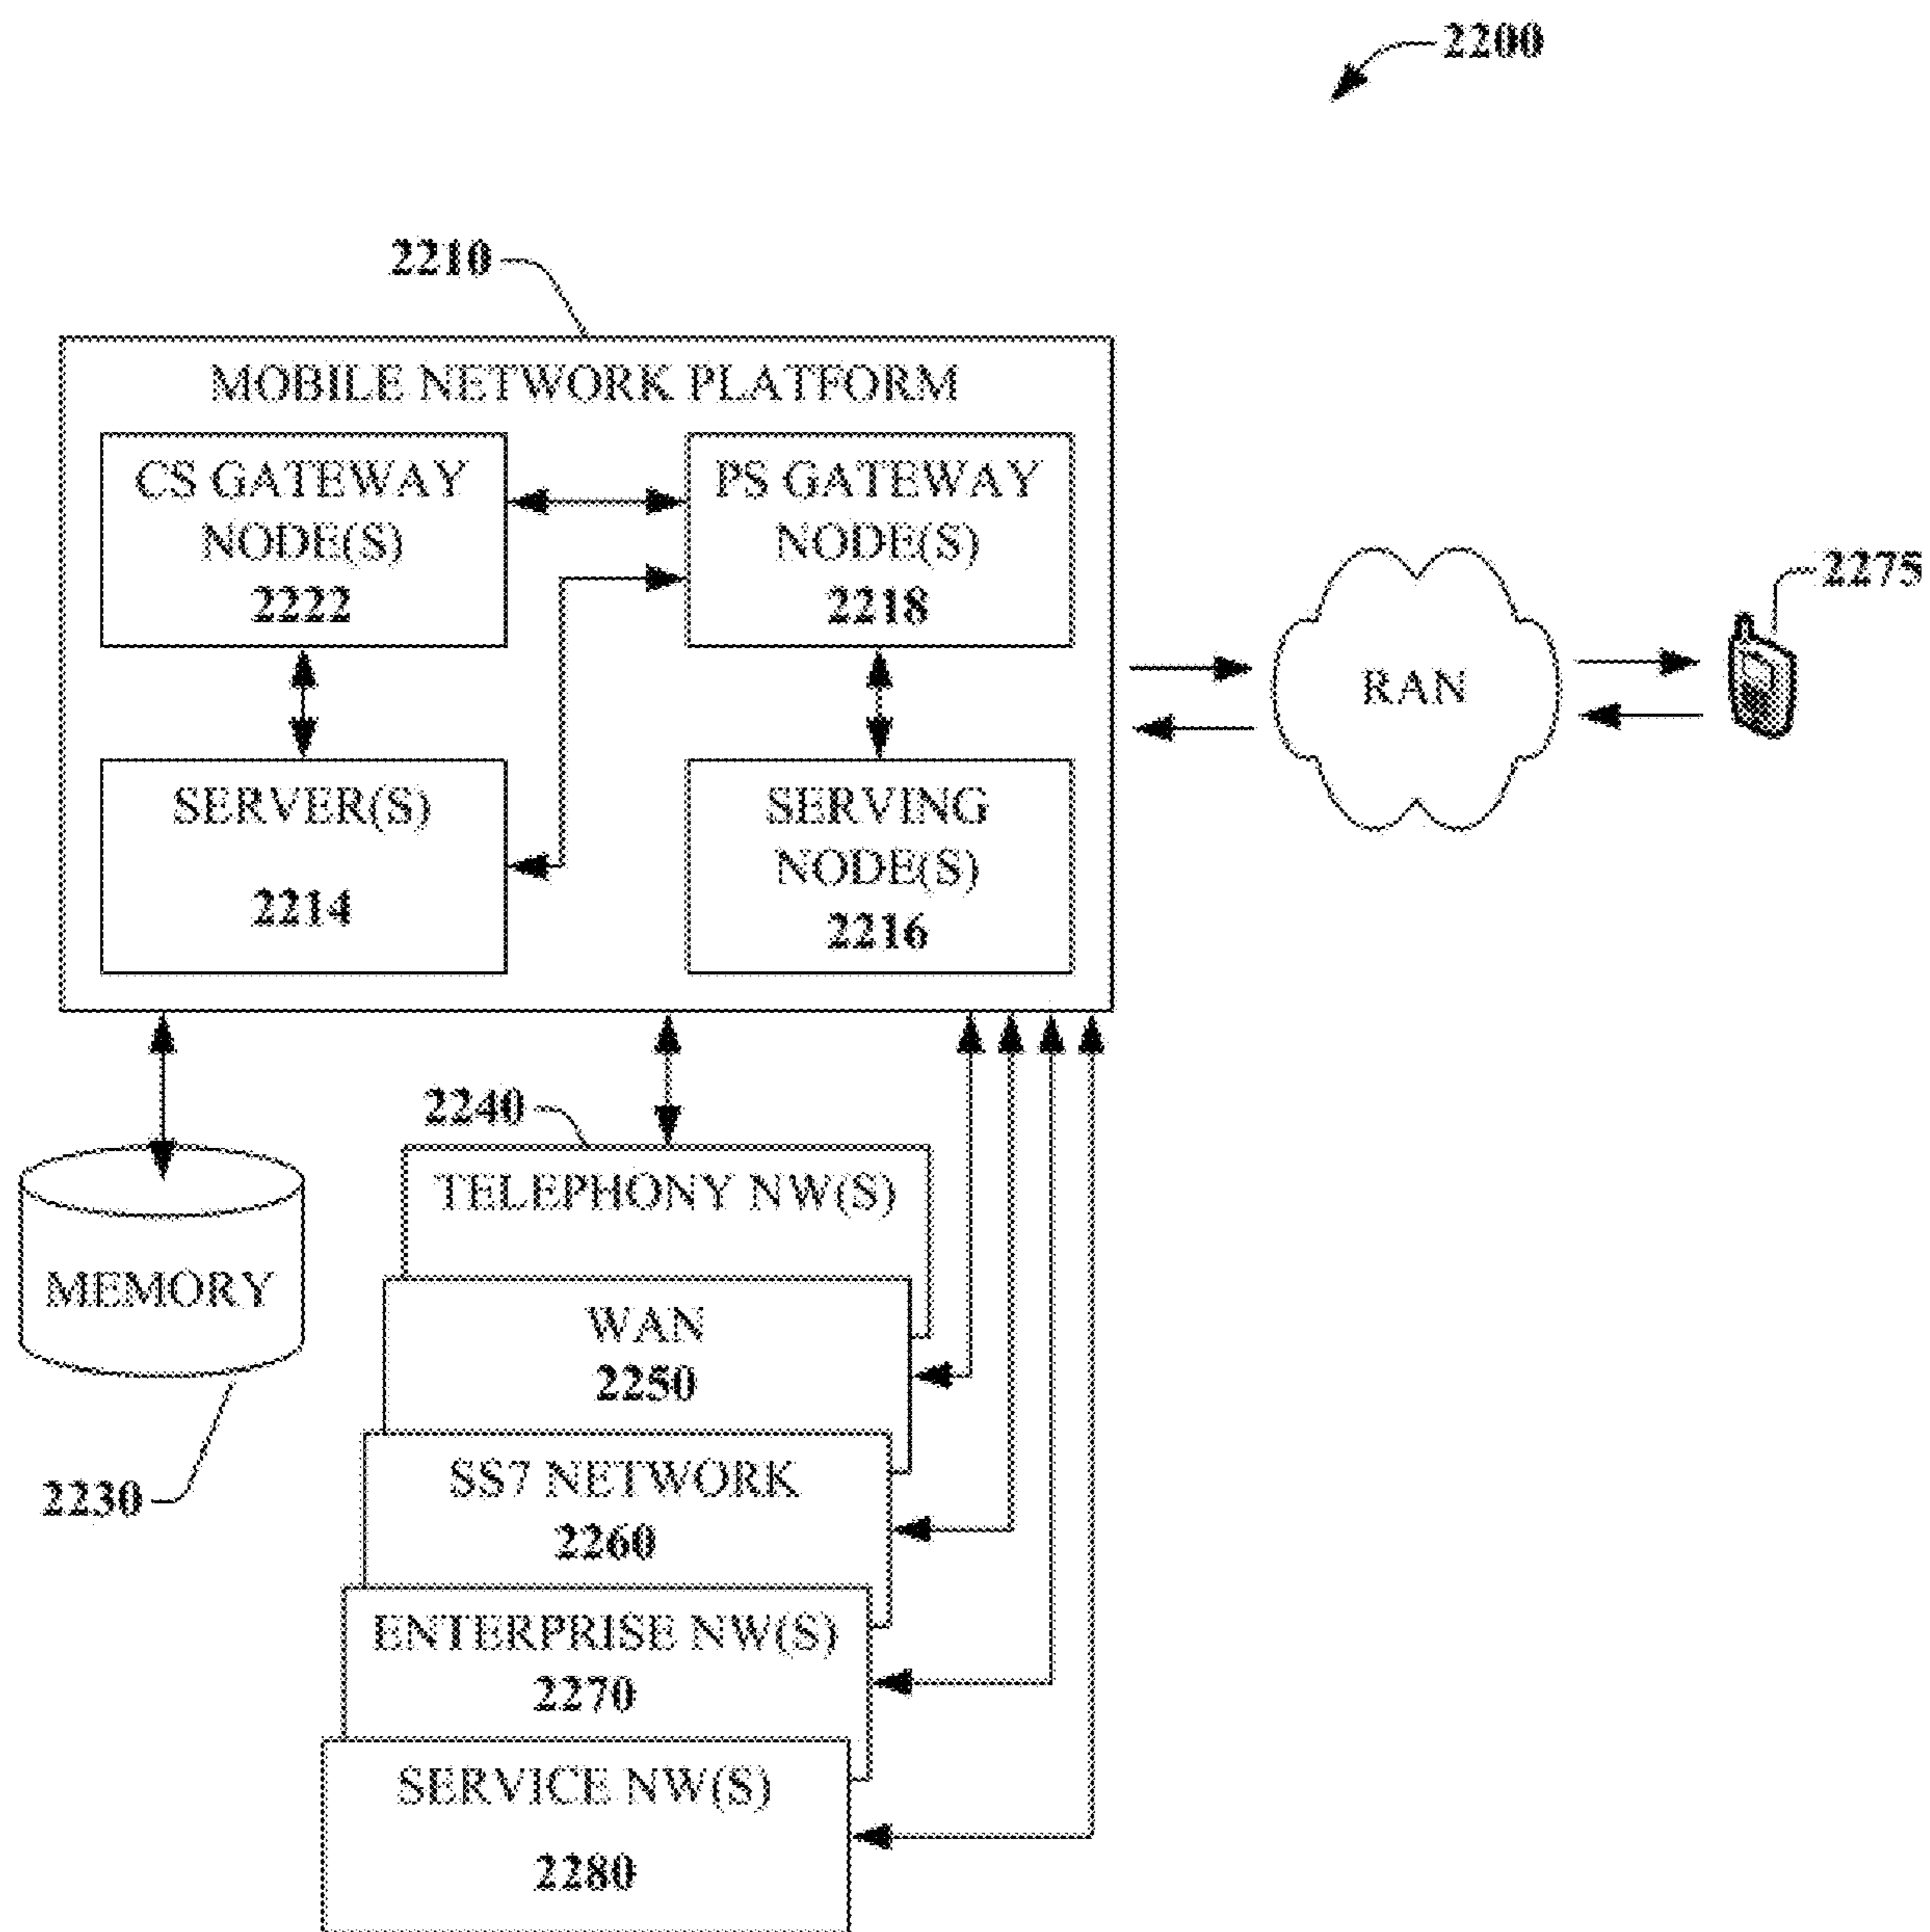 2200
2210
MOBILE NETWORK PLATFORM
CS GATEWAY
NODE(S)
2222
PS GATEWAY
NODE(S)
2218
SERVER(S)
2214
SERVING
NODE(S)
2216
RAN
2275
2240
TELEPHONY NW(S)
MEMORY
2230
WAN
2250
SS7 NETWORK
2260
ENTERPRISE NW(S)
2270
SERVICE NW(S)
2280